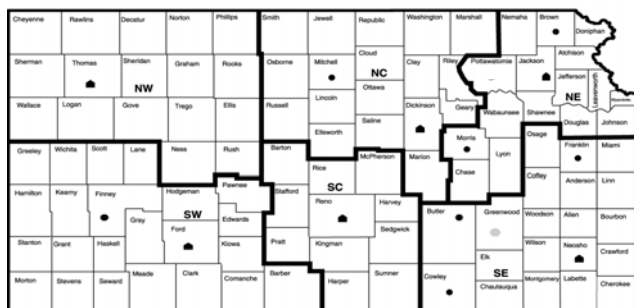 Cheyenne Rawlins Decatur Norton Phillips Smith Jewell Republic Washington Marshall Nemaha Brown Doniphan
Sherman Thomas Sheridan Graham Rooks Osborne Mitchell Cloud Clay Riley Pottawatomie Jackson Atchison
NW NC Ottawa Jefferson Leavenworth
Wallace Logan Gove Trego Ellis Russell Lincoln Saline Dickinson Geary Wabaunsee Shawnee NE
Ellsworth Morris Douglas Johnson
Greeley Wichita Scott Lane Ness Rush Barton Rice McPherson Marion Chase Lyon Osage Franklin Miami
Hamilton Kearny Finney Hodgeman Pawnee Stafford SC Harvey Butler Greenwood Coffey Anderson Linn
Gray SW Edwards Reno Sedgwick Woodson Allen Bourbon
Stanton Grant Haskell Ford Kiowa Pratt Kingman Elk Wilson Neosho Crawford
Morton Stevens Seward Meade Clark Comanche Barber Harper Sumner Cowley SE Chautauqua Montgomery Labette Cherokee